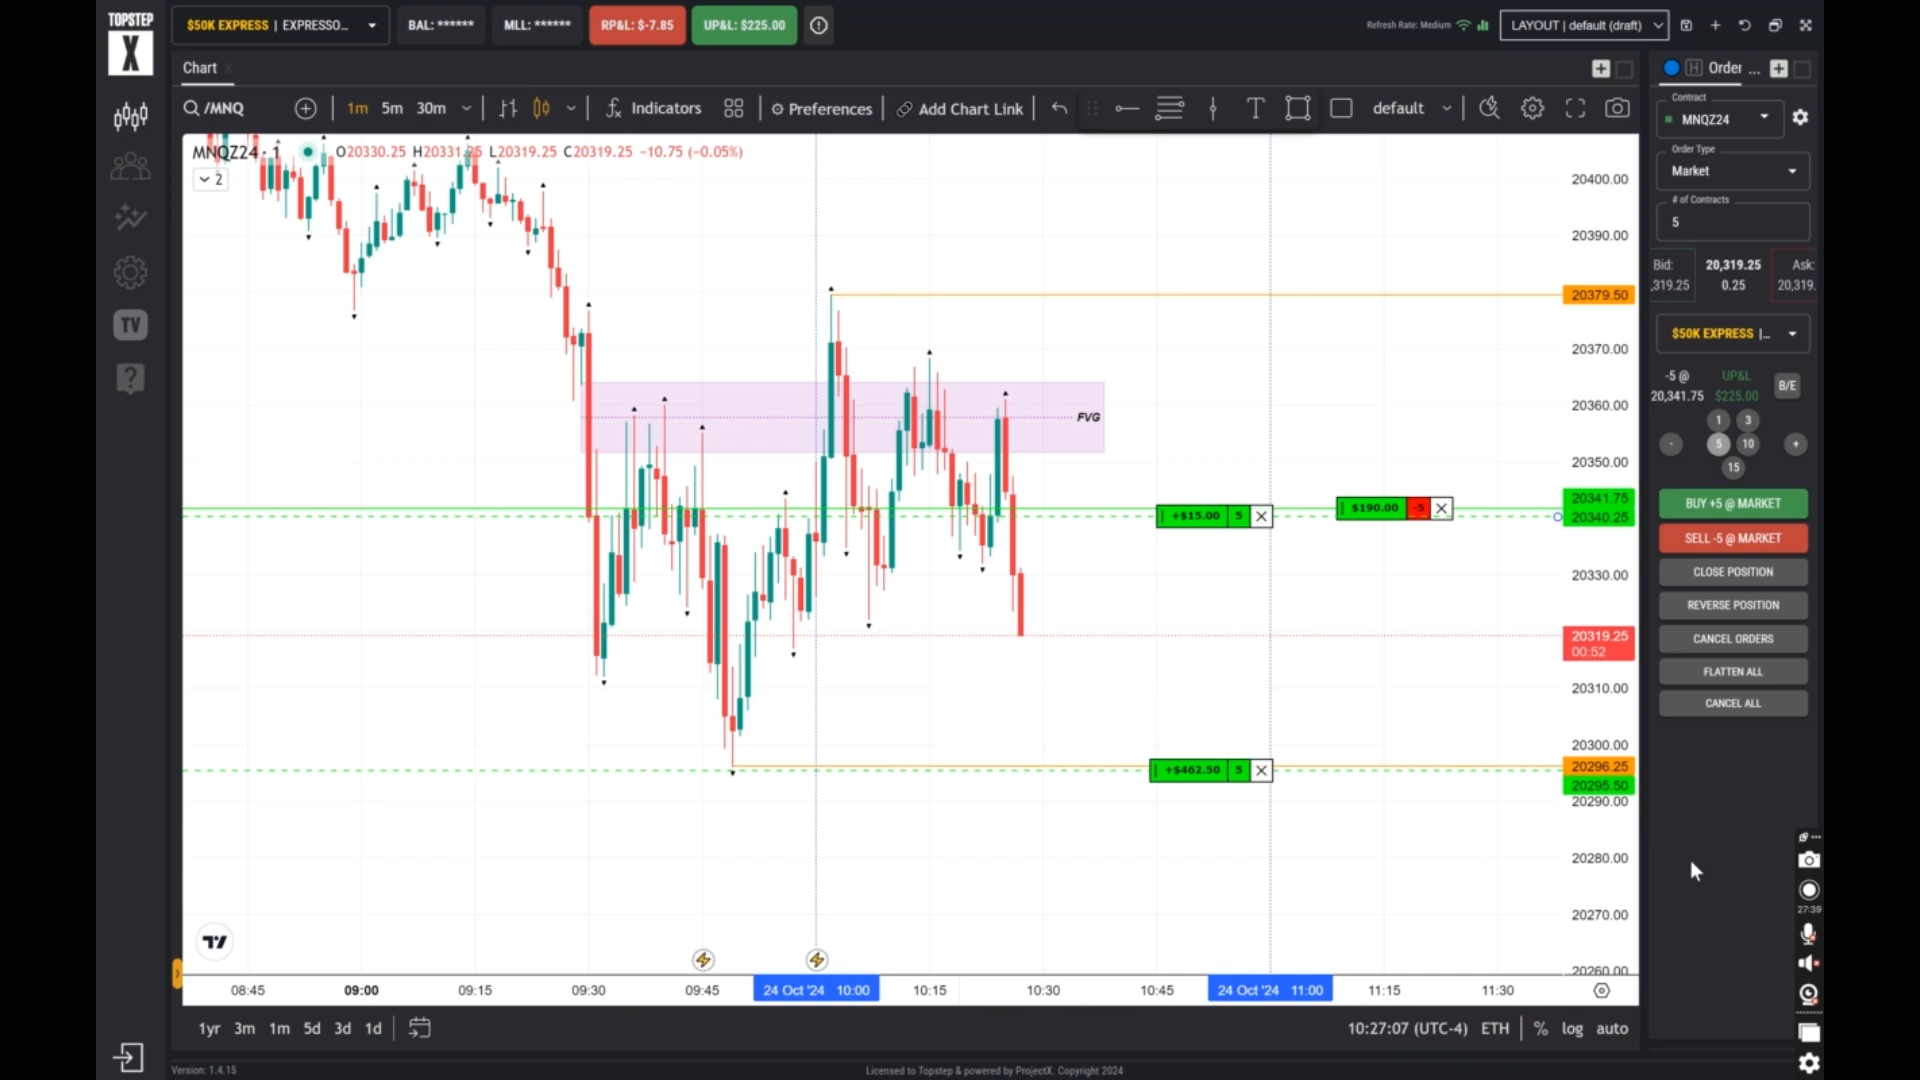 TOPSTEP
X
$50K EXPRESS | EXPRESSO...
BAL: ******
MLL: ******
RP&L: $-7.85
UP&L: $225.00
Refresh Rate: Medium
LAYOUT | default (draft)
Chart
Order ...
/MNQ
1m
5m
30m
Indicators
Preferences
Add Chart Link
default
MNQZ24 · 1
O20330.25 H20331.25 L20319.25 C20319.25 −10.75 (−0.05%)
2
TV
FVG
+$15.00 5
$190.00 -5
+$462.50 5
20400.00
20390.00
20379.50
20370.00
20360.00
20350.00
20341.75
20340.25
20330.00
20319.25
00:52
20310.00
20300.00
20296.25
20295.50
20290.00
20280.00
20270.00
20260.00
08:45
09:00
09:15
09:30
09:45
24 Oct '24 10:00
10:15
10:30
10:45
24 Oct '24 11:00
11:15
11:30
1yr 3m 1m 5d 3d 1d
10:27:07 (UTC-4) ETH % log auto
Version: 1.4.15
Licensed to Topstep & powered by ProjectX. Copyright 2024
Contract
MNQZ24
Order Type
Market
# of Contracts
5
Bid:
,319.25
20,319.25
0.25
Ask:
20,319.
$50K EXPRESS |...
-5 @
20,341.75
UP&L
$225.00
B/E
1 3
- 5 10 +
15
BUY +5 @ MARKET
SELL -5 @ MARKET
CLOSE POSITION
REVERSE POSITION
CANCEL ORDERS
FLATTEN ALL
CANCEL ALL
27:39